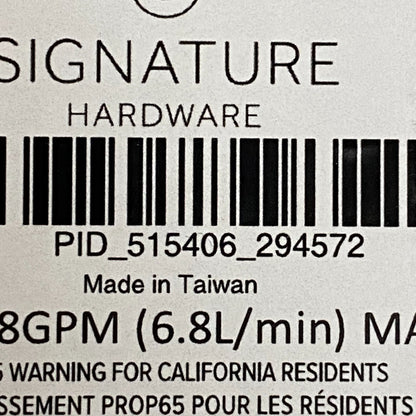 SIGNATURE
HARDWARE
PID_515406_294572
Made in Taiwan
8GPM (6.8L/min) MA
WARNING FOR CALIFORNIA RESIDENTS
SSEMENT PROP65 POUR LES RÉSIDENTS